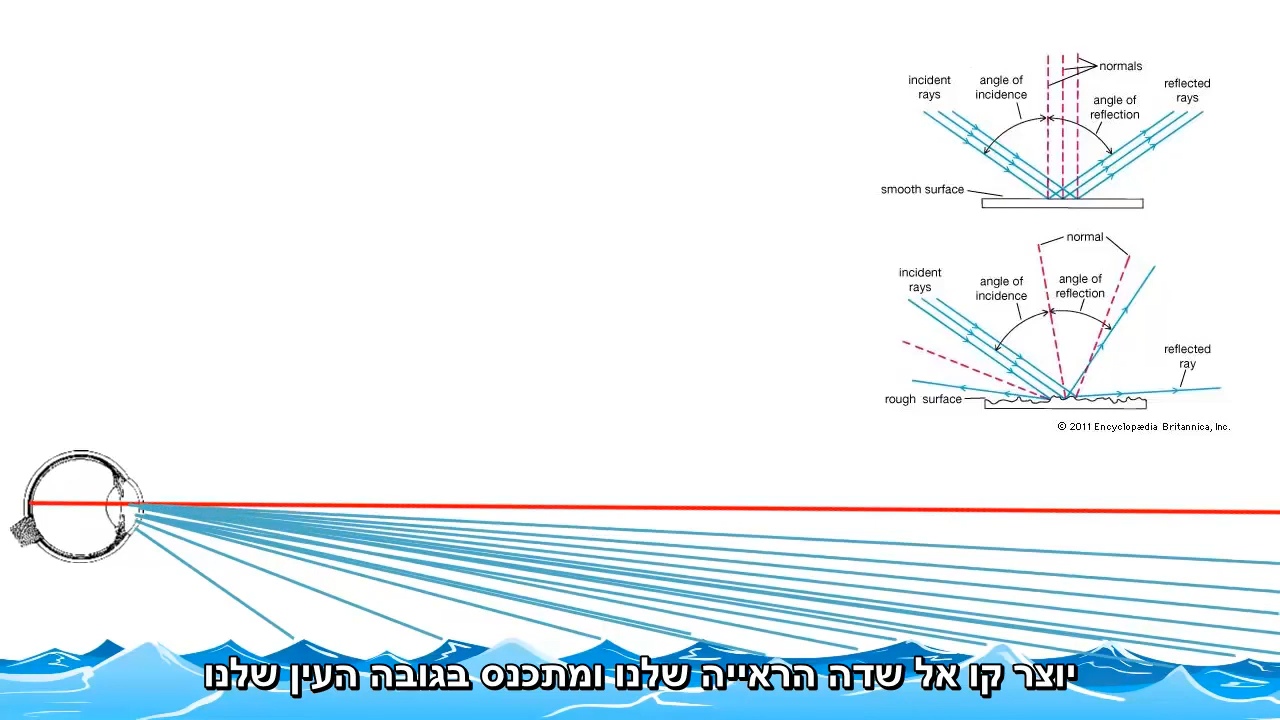 normals
incident
rays
angle of
incidence
angle of
reflection
reflected
rays
smooth surface
normal
incident
rays
angle of
incidence
angle of
reflection
reflected
ray
rough surface
© 2011 Encyclopædia Britannica, Inc.
יוצר קו אל שדה הראייה שלנו ומתכנס בגובה העין שלנו